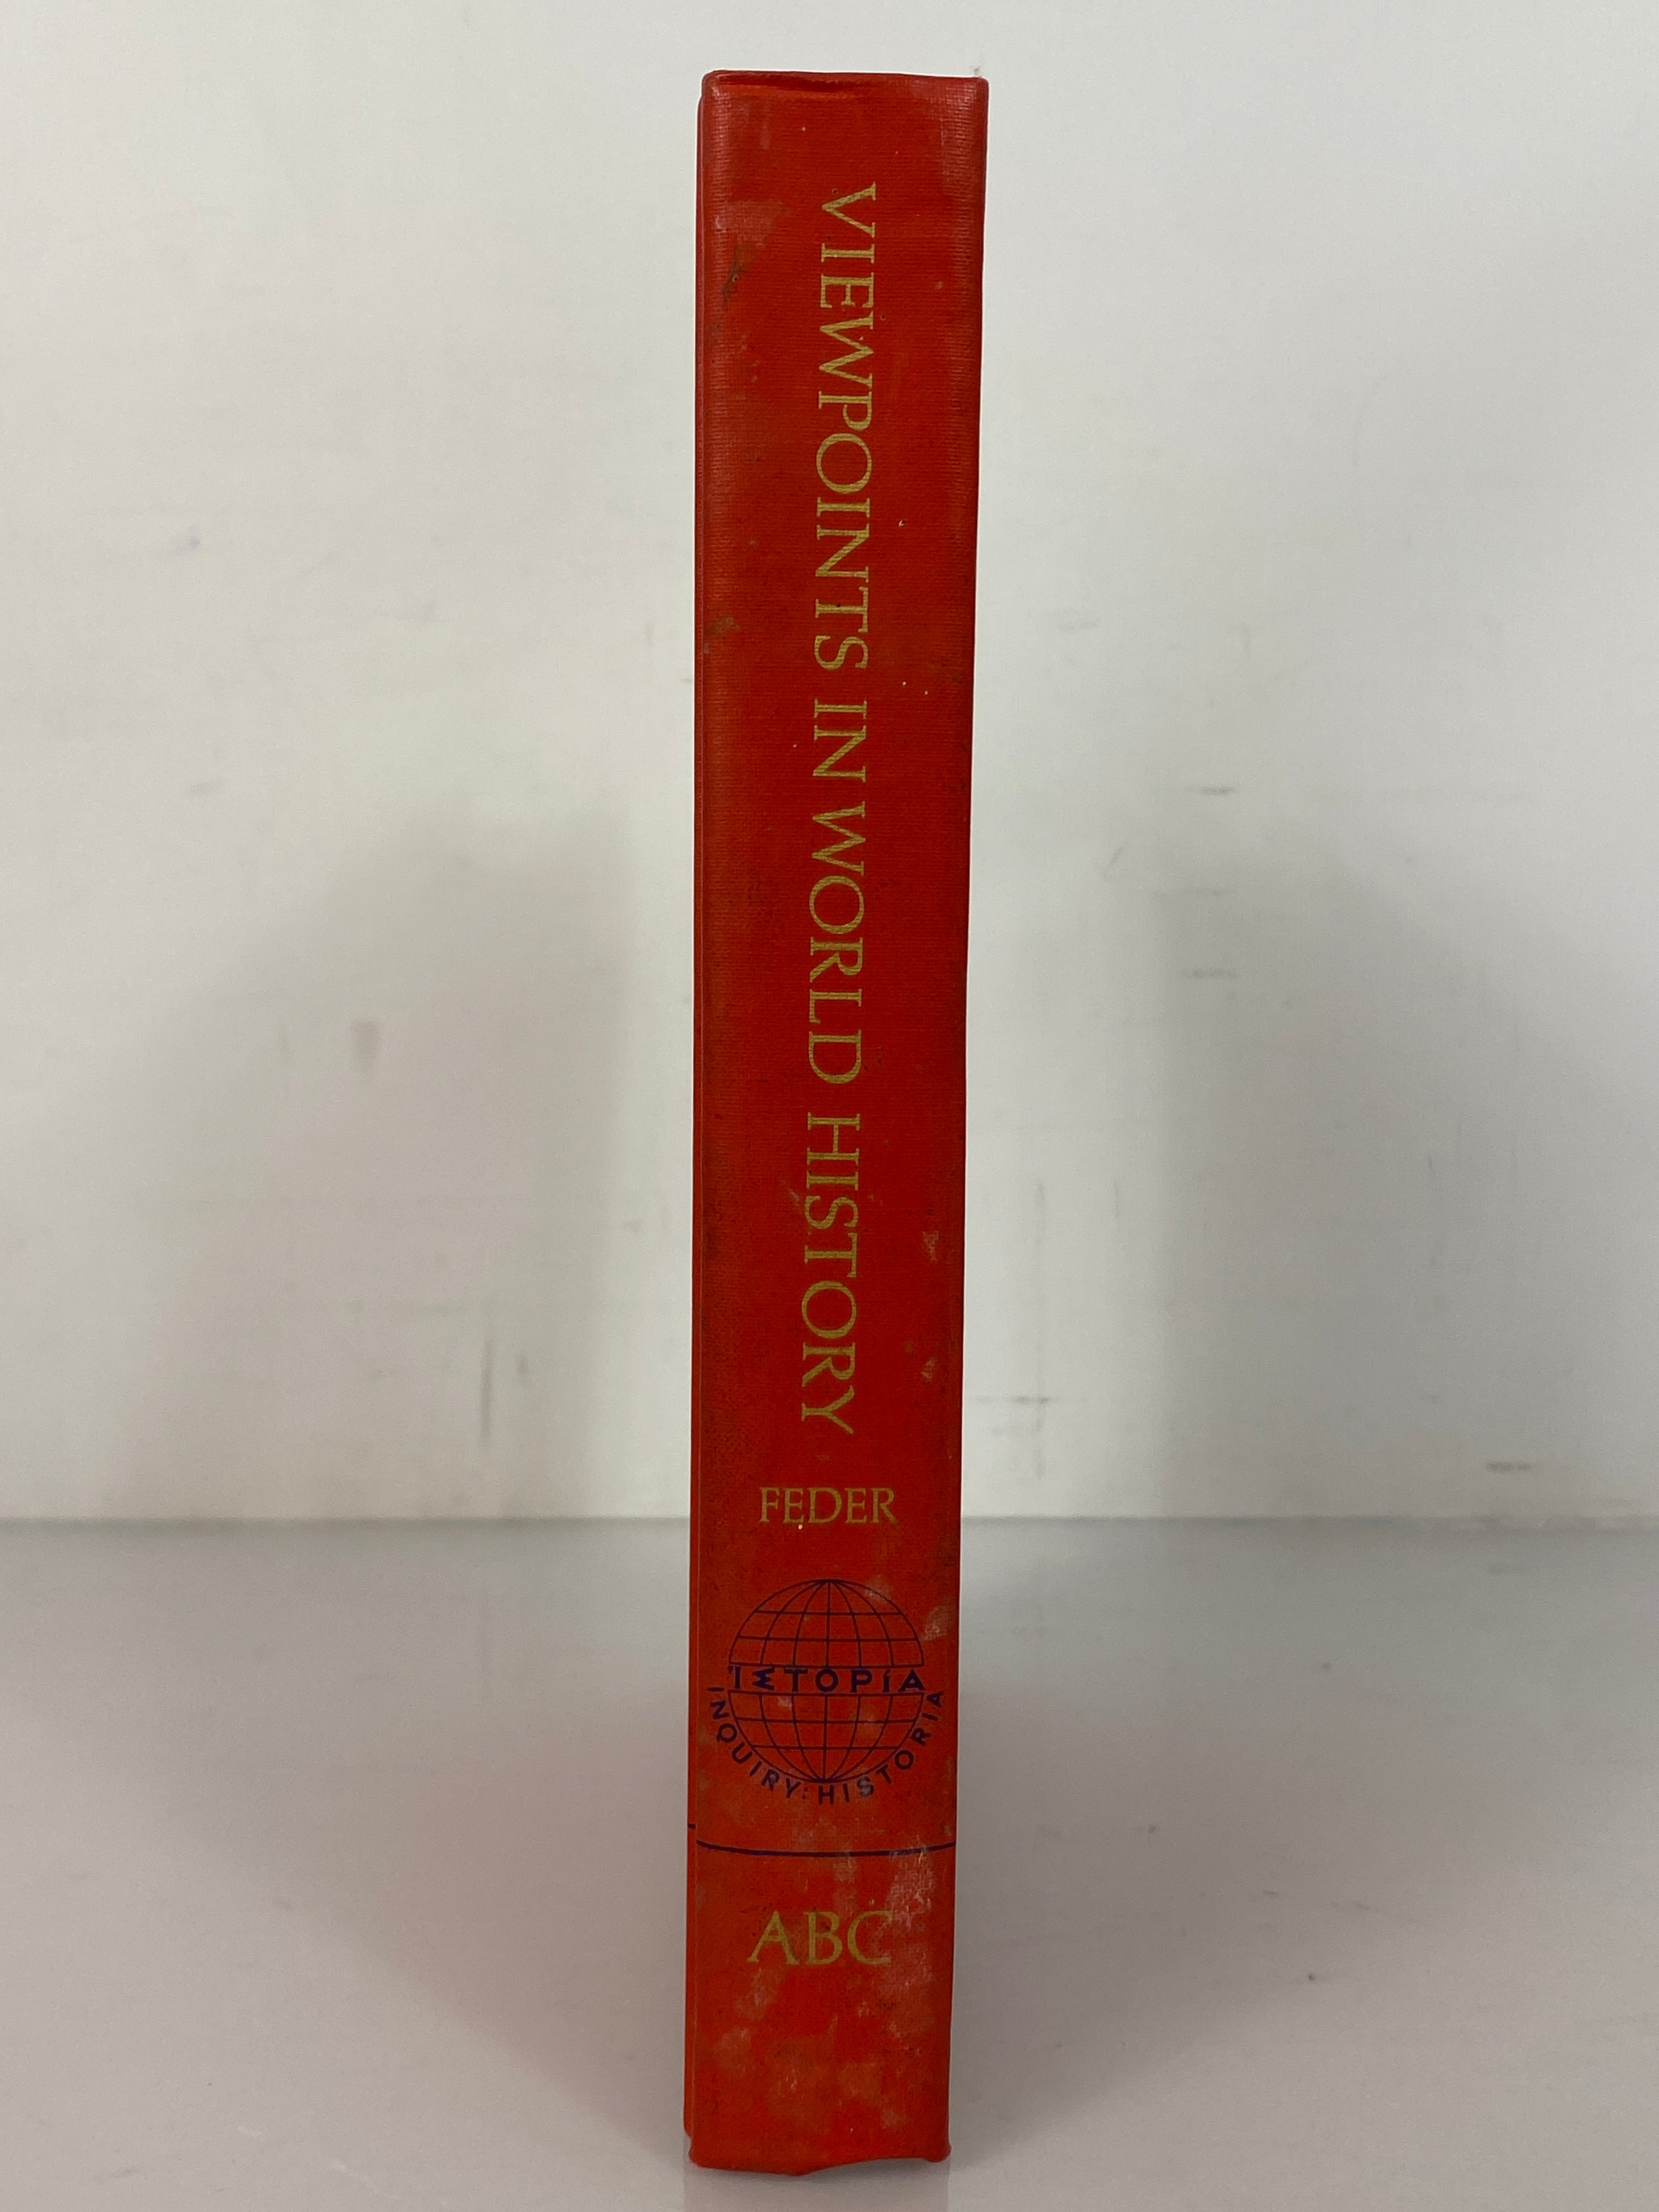 VIEWPOINTS IN WORLD HISTORY
FEDER
ἹΣΤΟΡίΑ
INQUIRY: HISTORIA
ABC